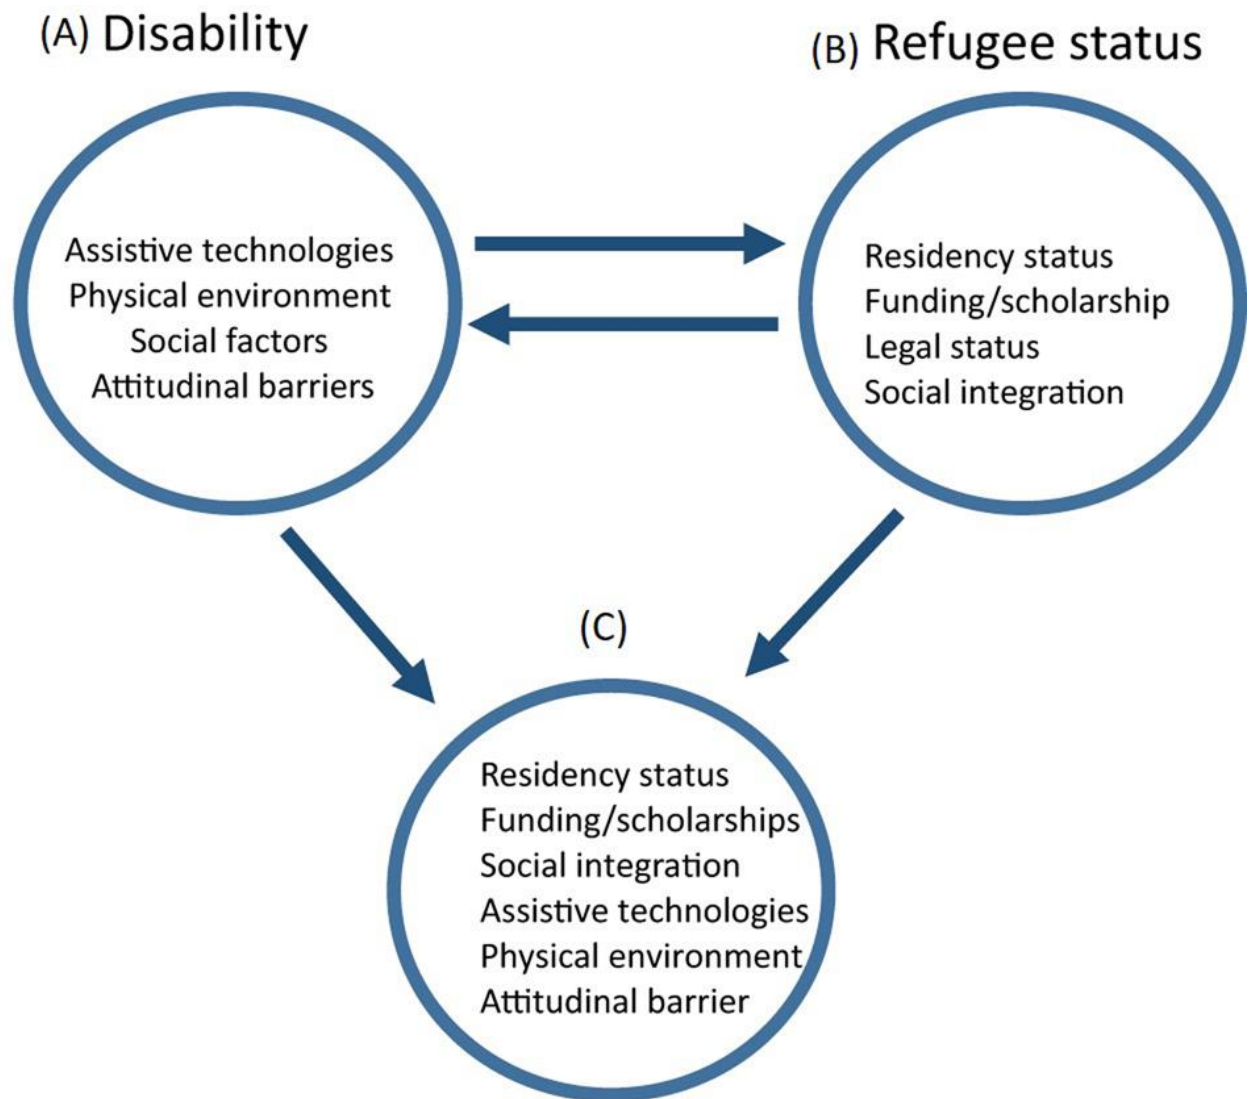 (A) Disability
(B) Refugee status
Assistive technologies
Physical environment
Social factors
Attitudinal barriers
Residency status
Funding/scholarship
Legal status
Social integration
(C)
Residency status
Funding/scholarships
Social integration
Assistive technologies
Physical environment
Attitudinal barrier